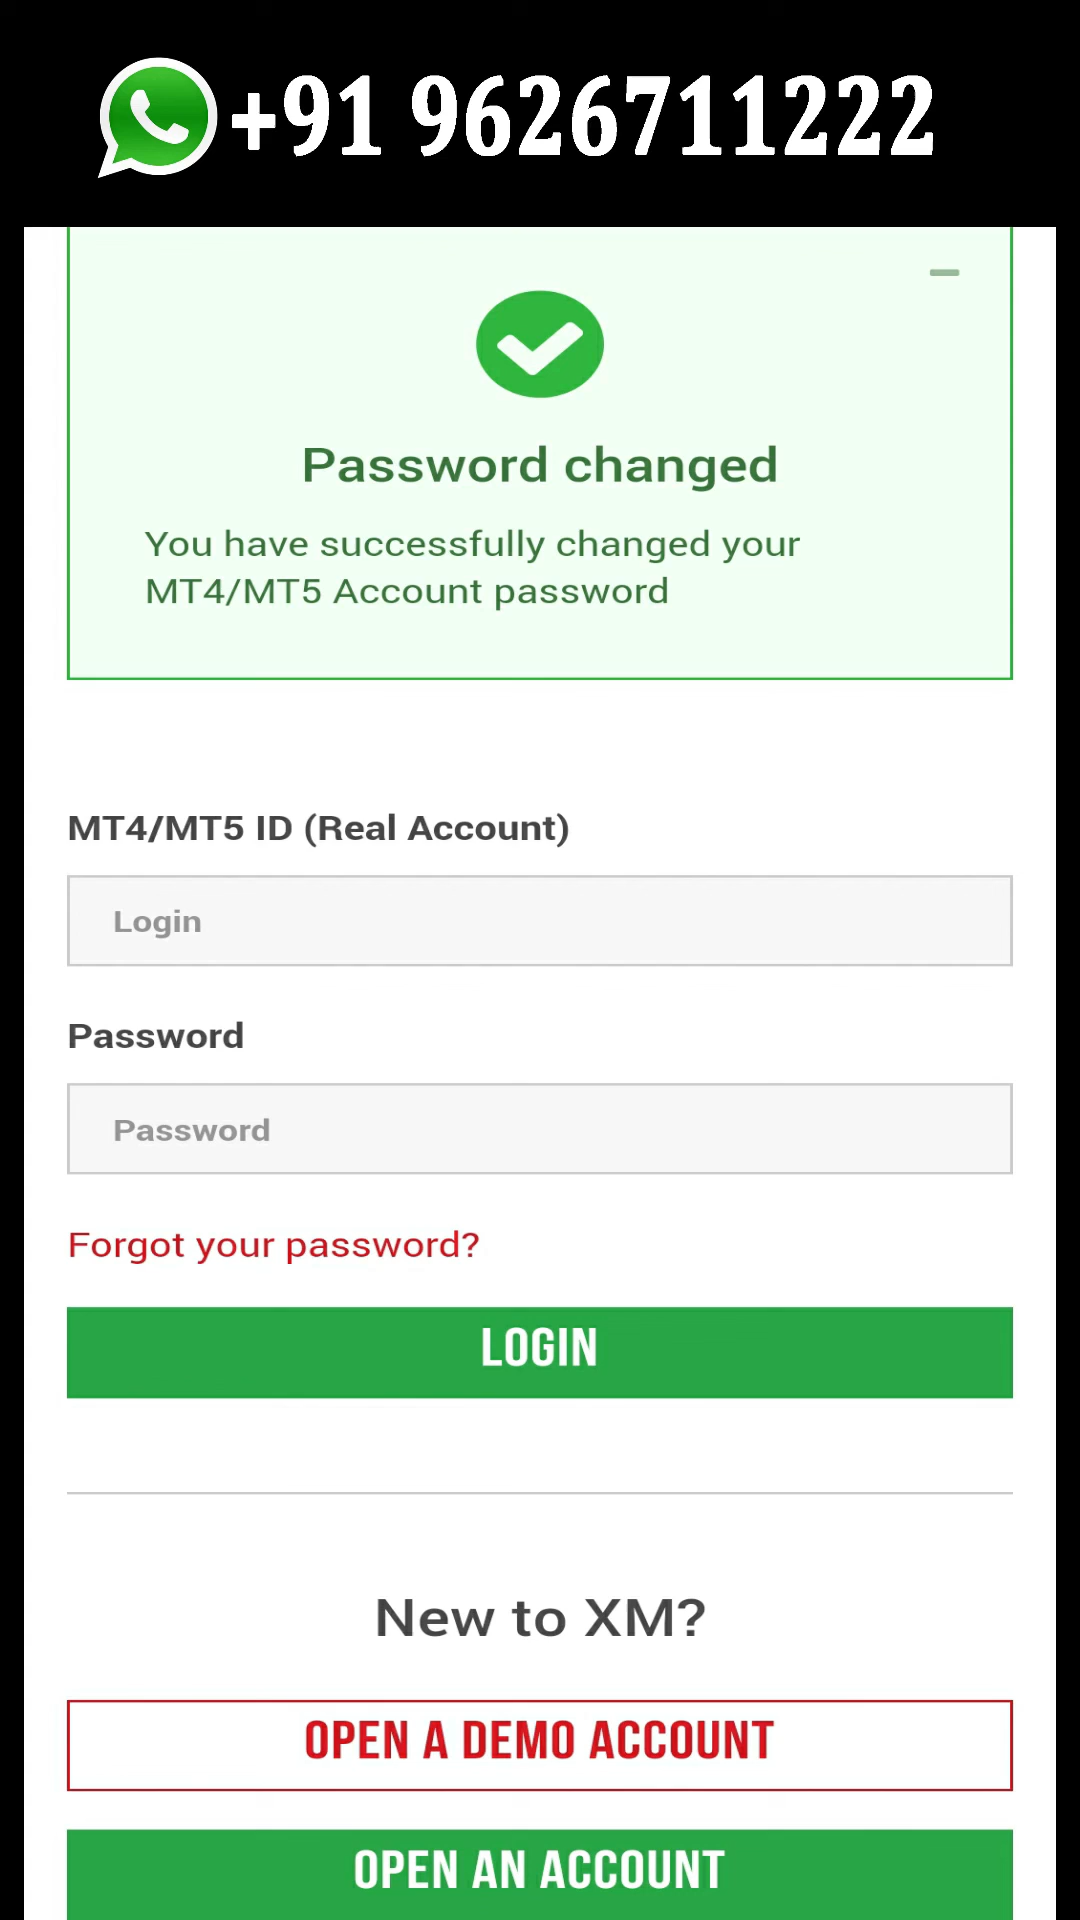 +91 9626711222
Password changed
You have successfully changed your
MT4/MT5 Account password
MT4/MT5 ID (Real Account)
Login
Password
Password
Forgot your password?
LOGIN
New to XM?
OPEN A DEMO ACCOUNT
OPEN AN ACCOUNT